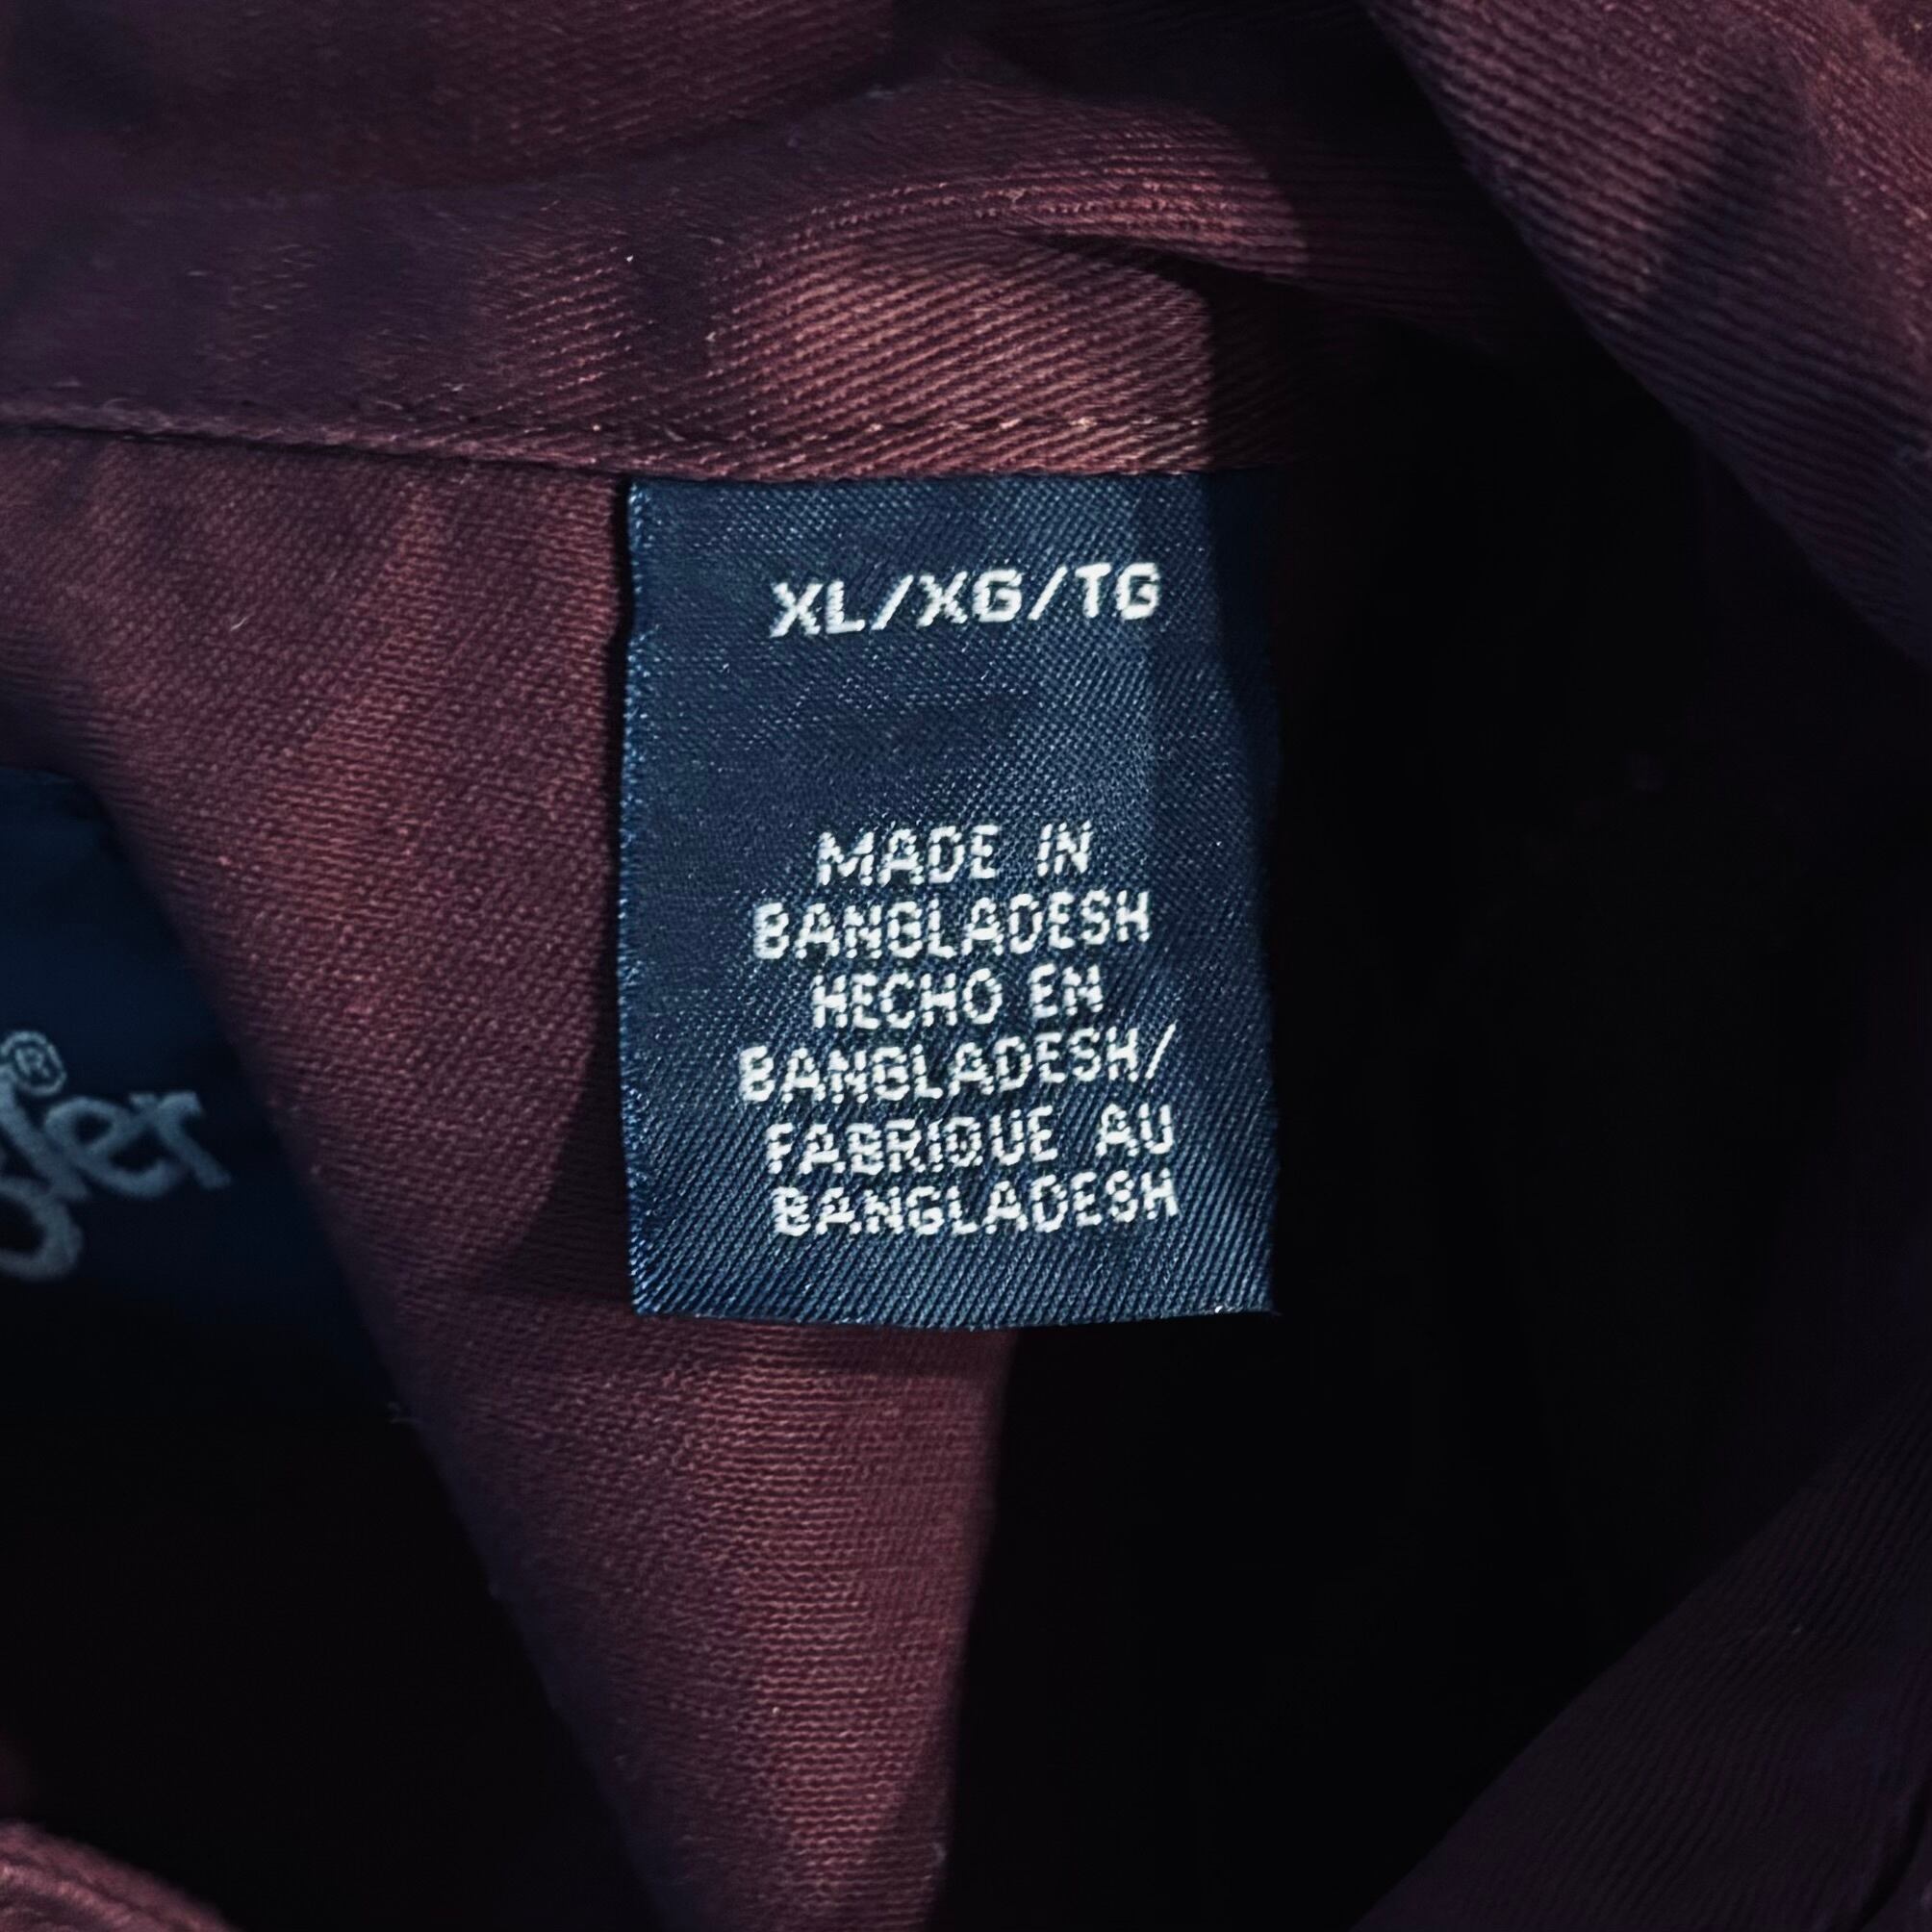 XL/XG/TG
MADE IN
BANGLADESH
HECHO EN
BANGLADESH/
FABRIQUE AU
BANGLADESH
®